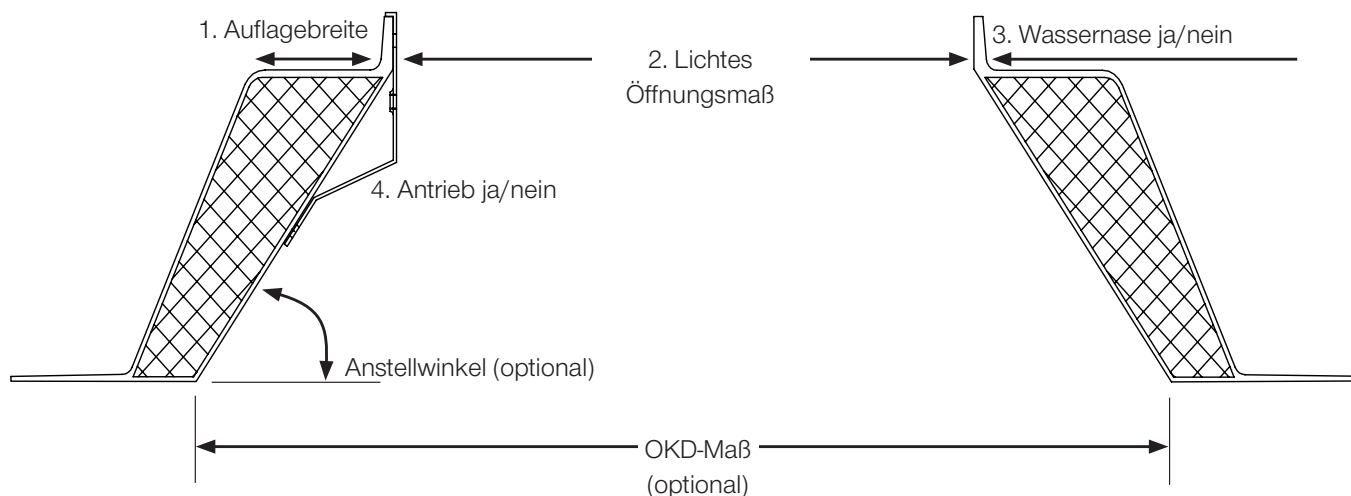 1. Auflagebreite
2. Lichtes
Öffnungsmaß
3. Wassernase ja/nein
4. Antrieb ja/nein
Anstellwinkel (optional)
OKD-Maß
(optional)